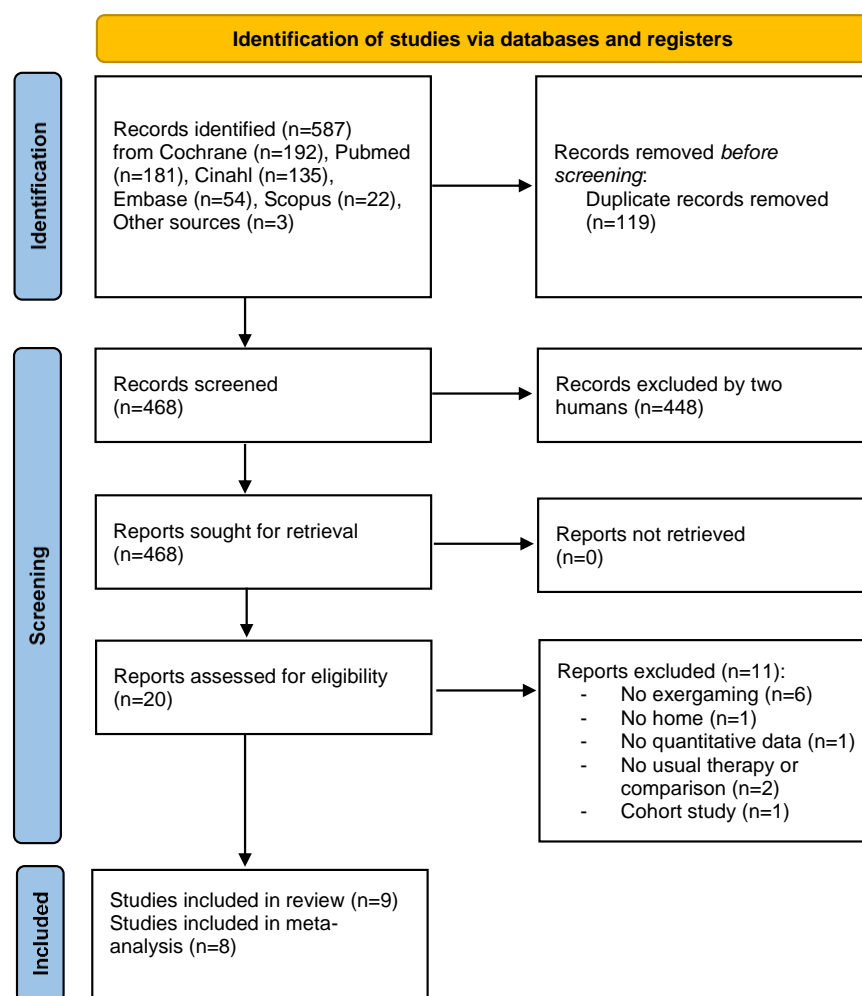 Identification of studies via databases and registers
Identification
Records identified (n=587)
from Cochrane (n=192), Pubmed
(n=181), Cinahl (n=135),
Embase (n=54), Scopus (n=22),
Other sources (n=3)
Records removed before
screening:
Duplicate records removed
(n=119)
Screening
Records screened
(n=468)
Records excluded by two
humans (n=448)
Reports sought for retrieval
(n=468)
Reports not retrieved
(n=0)
Reports assessed for eligibility
(n=20)
Reports excluded (n=11):
- No exergaming (n=6)
- No home (n=1)
- No quantitative data (n=1)
- No usual therapy or
comparison (n=2)
- Cohort study (n=1)
Included
Studies included in review (n=9)
Studies included in meta-
analysis (n=8)